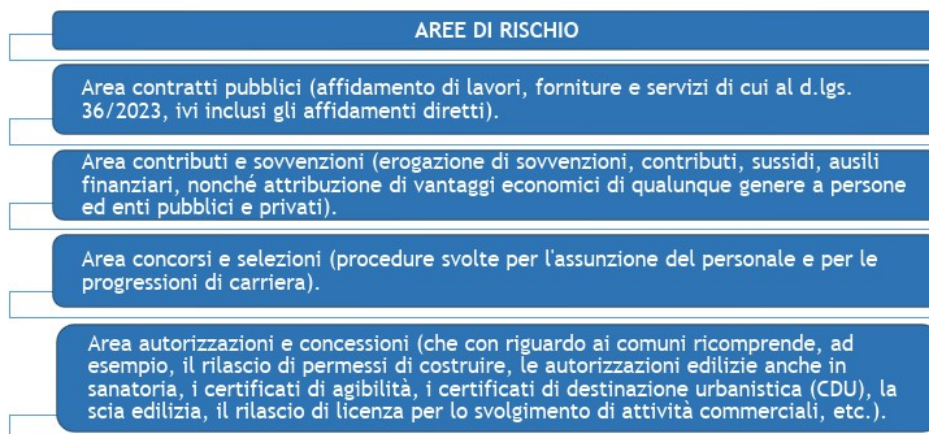 AREE DI RISCHIO
Area contratti pubblici (affidamento di lavori, forniture e servizi di cui al d.lgs.
36/2023, ivi inclusi gli affidamenti diretti).
Area contributi e sovvenzioni (erogazione di sovvenzioni, contributi, sussidi, ausili
finanziari, nonché attribuzione di vantaggi economici di qualunque genere a persone
ed enti pubblici e privati).
Area concorsi e selezioni (procedure svolte per l'assunzione del personale e per le
progressioni di carriera).
Area autorizzazioni e concessioni (che con riguardo ai comuni ricomprende, ad
esempio, il rilascio di permessi di costruire, le autorizzazioni edilizie anche in
sanatoria, i certificati di agibilità, i certificati di destinazione urbanistica (CDU), la
scia edilizia, il rilascio di licenza per lo svolgimento di attività commerciali, etc.).